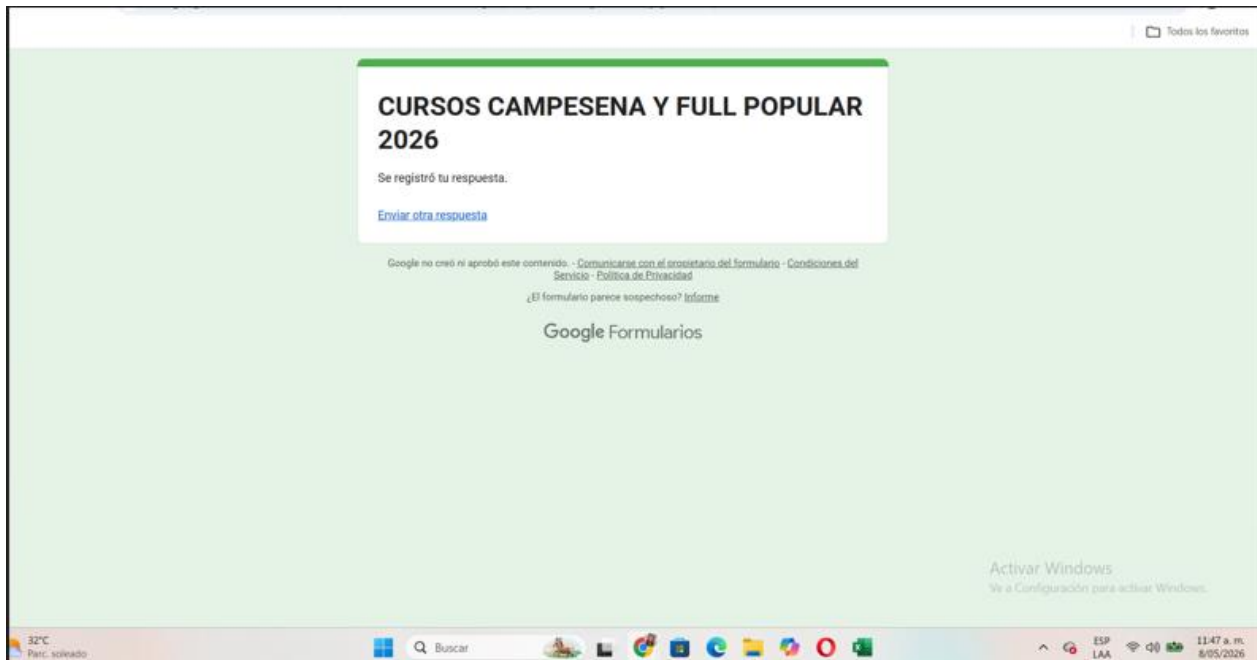 Todos los favoritos
CURSOS CAMPESENA Y FULL POPULAR
2026
Se registró tu respuesta.
Enviar otra respuesta
Google no creó ni aprobó este contenido. - Comunicarse con el propietario del formulario - Condiciones del
Servicio - Política de Privacidad
¿El formulario parece sospechoso? Informe
Google Formularios
Activar Windows
Ve a Configuración para activar Windows.
32°C
Parc. soleado
Buscar
ESP
LAA
11:47 a. m.
8/05/2026